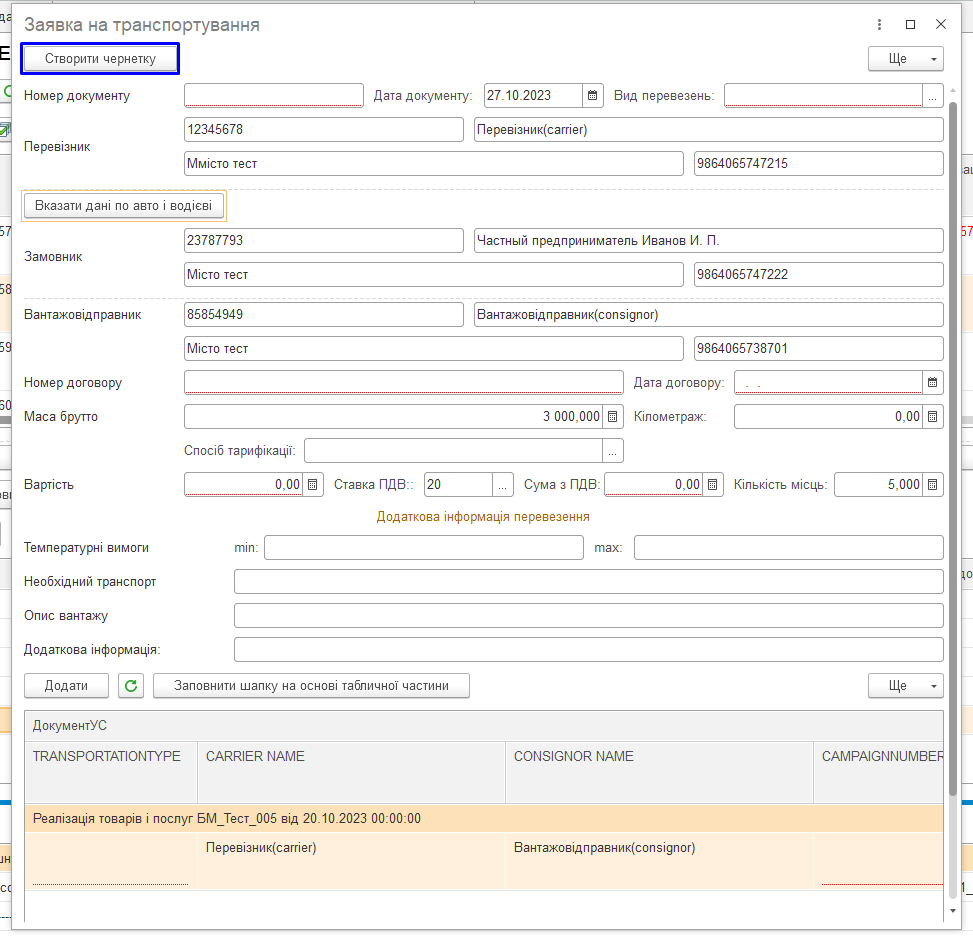 Заявка на транспортування
Створити чернетку
Ще
Номер документу
Дата документу: 27.10.2023
Вид перевезень:
...
Перевізник
12345678
Перевізник(carrier)
Ммісто тест
9864065747215
Вказати дані по авто і водієві
Замовник
23787793
Частный предприниматель Иванов И. П.
Місто тест
9864065747222
Вантажовідправник
85854949
Вантажовідправник(consignor)
Місто тест
9864065738701
Номер договору
Дата договору: . .
Маса брутто
3 000,000
Кілометраж: 0,00
Спосіб тарифікації: ...
Вартість
0,00
Ставка ПДВ:: 20 ...
Сума з ПДВ: 0,00
Кількість місць: 5,000
Додаткова інформація перевезення
Температурні вимоги
min:
max:
Необхідний транспорт
Опис вантажу
Додаткова інформація:
Додати
Заповнити шапку на основі табличної частини
Ще
ДокументУС
TRANSPORTATIONTYPE
CARRIER NAME
CONSIGNOR NAME
CAMPAIGNNUMBER
Реалізація товарів і послуг БМ_Тест_005 від 20.10.2023 00:00:00
Перевізник(carrier)
Вантажовідправник(consignor)